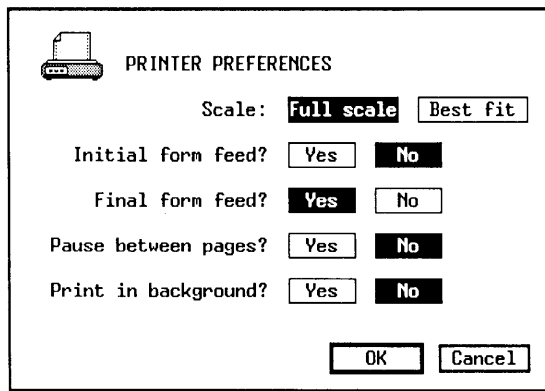 PRINTER PREFERENCES
Scale: Full scale Best fit
Initial form feed? Yes No
Final form feed? Yes No
Pause between pages? Yes No
Print in background? Yes No
OK Cancel